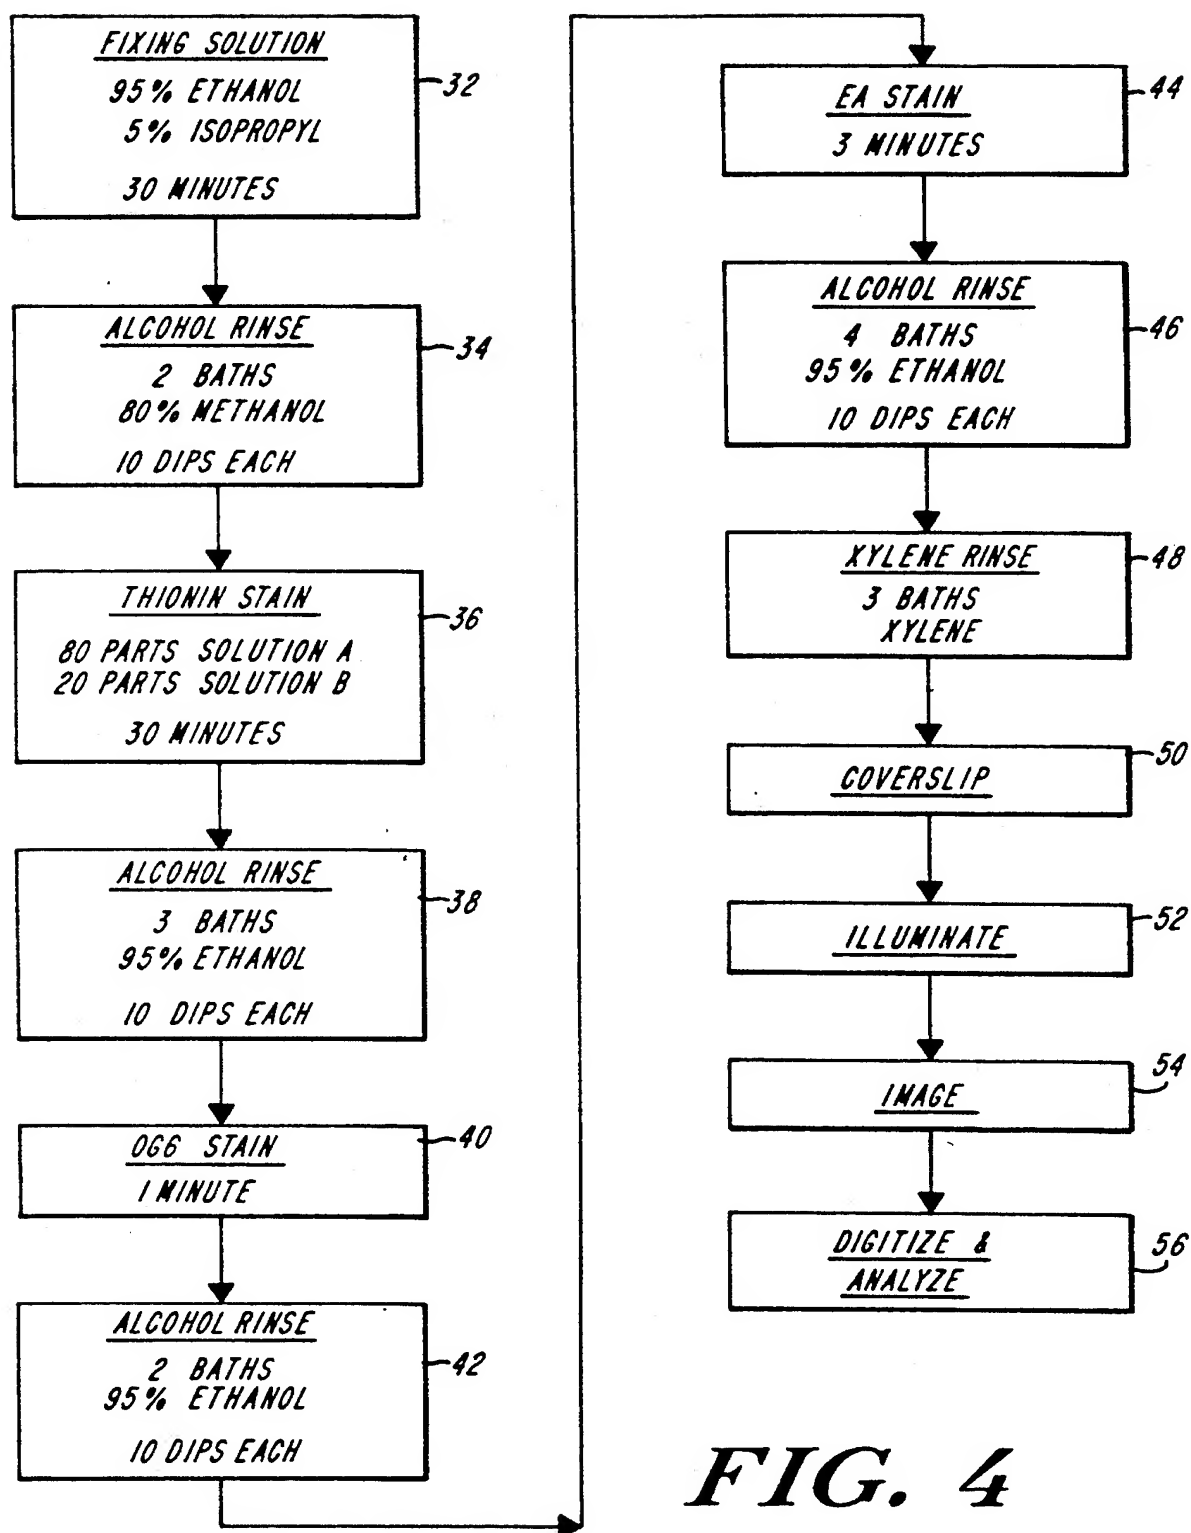 FIXING SOLUTION
95% ETHANOL
5% ISOPROPYL
30 MINUTES
32
ALCOHOL RINSE
2 BATHS
80% METHANOL
10 DIPS EACH
34
THIONIN STAIN
80 PARTS SOLUTION A
20 PARTS SOLUTION B
30 MINUTES
36
ALCOHOL RINSE
3 BATHS
95% ETHANOL
10 DIPS EACH
38
OG6 STAIN
1 MINUTE
40
ALCOHOL RINSE
2 BATHS
95% ETHANOL
10 DIPS EACH
42
EA STAIN
3 MINUTES
44
ALCOHOL RINSE
4 BATHS
95% ETHANOL
10 DIPS EACH
46
XYLENE RINSE
3 BATHS
XYLENE
48
COVERSLIP
50
ILLUMINATE
52
IMAGE
54
DIGITIZE &
ANALYZE
56
FIG. 4